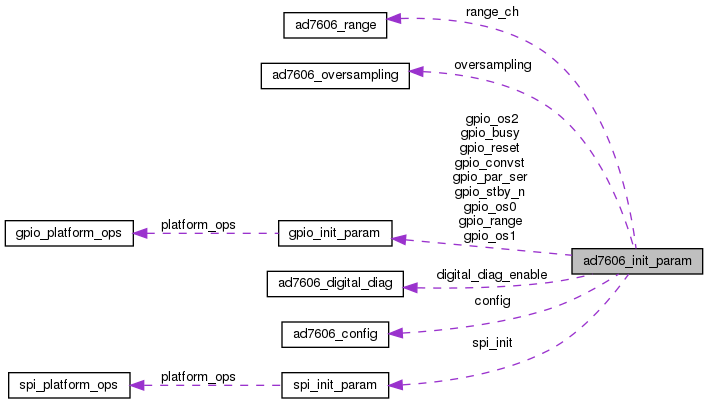 range_ch
ad7606_range
oversampling
ad7606_oversampling
gpio_os2
gpio_busy
gpio_reset
gpio_convst
gpio_par_ser
gpio_stby_n
gpio_os0
gpio_range
gpio_os1
platform_ops
gpio_platform_ops
gpio_init_param
ad7606_init_param
digital_diag_enable
ad7606_digital_diag
config
ad7606_config
spi_init
platform_ops
spi_platform_ops
spi_init_param